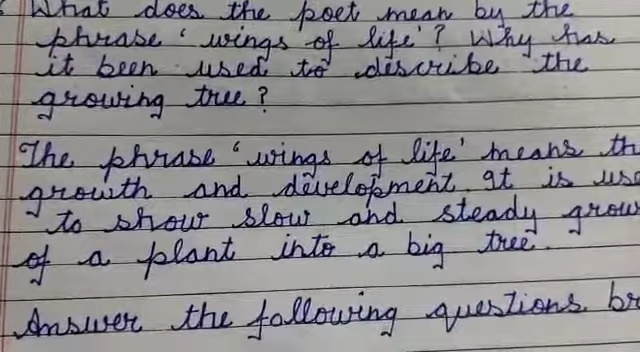 What does the poet mean by the
phrase 'wings of life'? Why has
it been used to describe the
growing tree?
The phrase 'wings of life' means th
growth and development. It is use
to show slow and steady grow
of a plant into a big tree.
Answer the following questions br